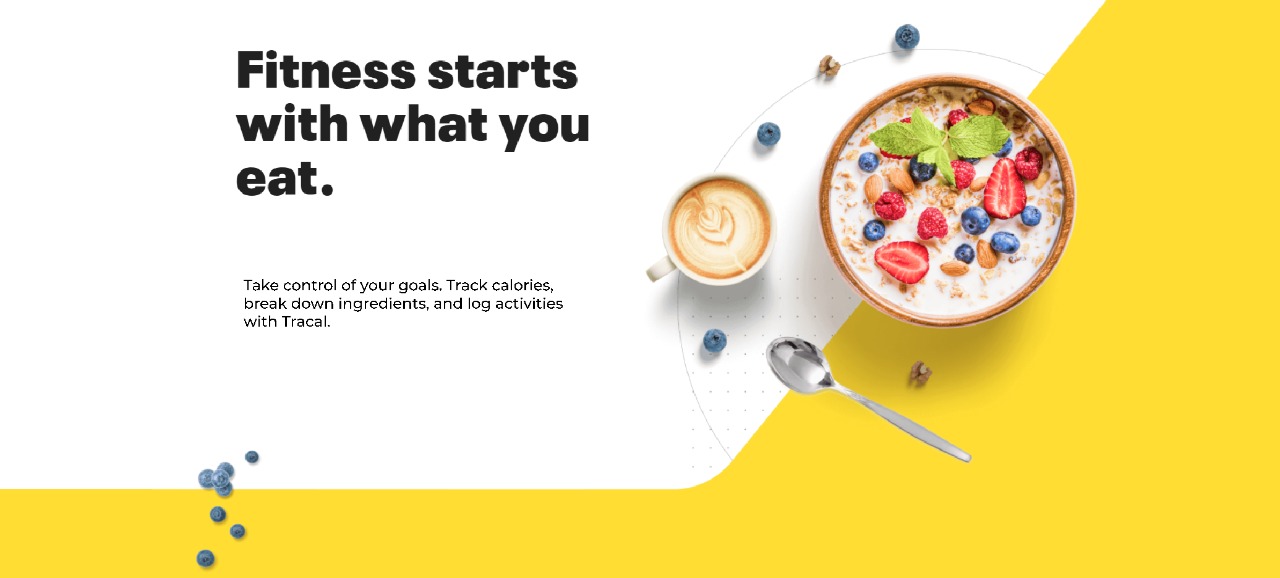 Fitness starts
with what you
eat.
Take control of your goals. Track calories,
break down ingredients, and log activities
with Tracal.